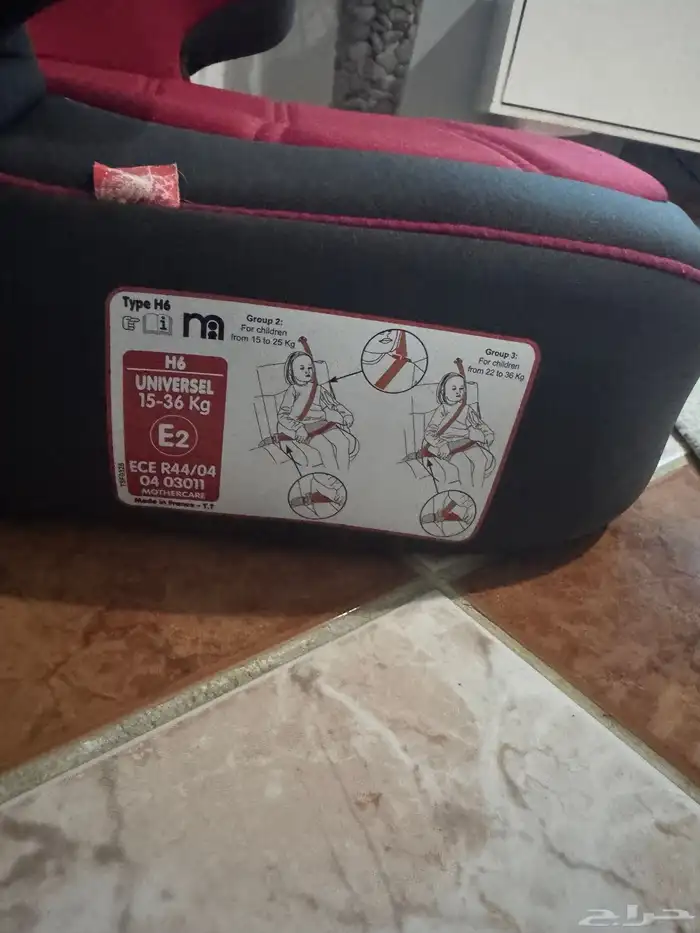 Type H6
i
m
H6
UNIVERSEL
15-36 Kg
E2
ECE R44/04
04 03011
MOTHERCARE
Made in France - T.T
Group 2:
For children
from 15 to 25 Kg
Group 3:
For children
from 22 to 36 Kg
حراج